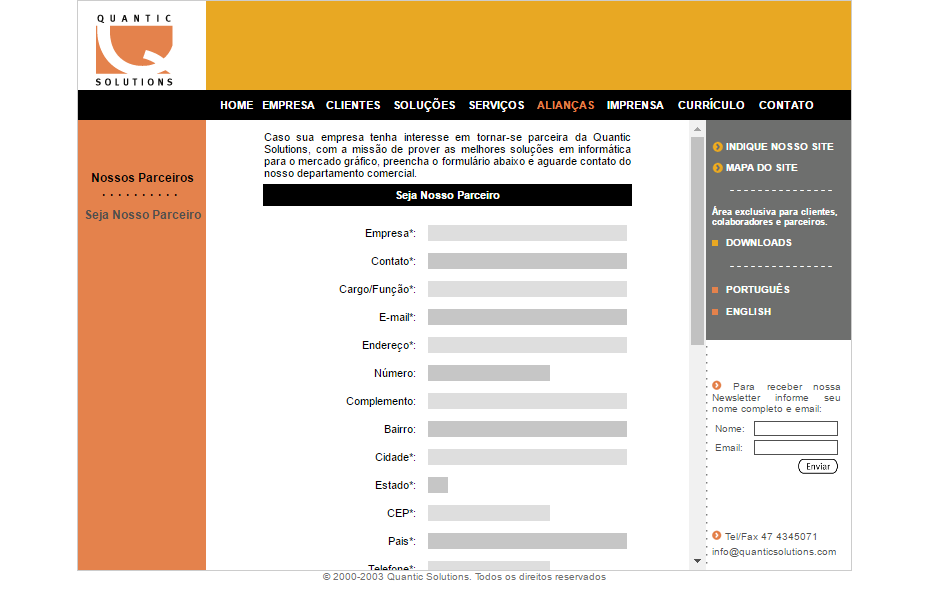 QUANTIC
SOLUTIONS
HOME EMPRESA CLIENTES SOLUÇÕES SERVIÇOS ALIANÇAS IMPRENSA CURRÍCULO CONTATO
Nossos Parceiros
Seja Nosso Parceiro
Caso sua empresa tenha interesse em tornar-se parceira da Quantic
Solutions, com a missão de prover as melhores soluções em informática
para o mercado gráfico, preencha o formulário abaixo e aguarde contato do
nosso departamento comercial.
Seja Nosso Parceiro
Empresa*:
Contato*:
Cargo/Função*:
E-mail*:
Endereço*:
Número:
Complemento:
Bairro:
Cidade*:
Estado*:
CEP*:
Pais*:
Telefone*:
INDIQUE NOSSO SITE
MAPA DO SITE
Área exclusiva para clientes,
colaboradores e parceiros.
DOWNLOADS
PORTUGUÊS
ENGLISH
Para receber nossa
Newsletter informe seu
nome completo e email:
Nome:
Email:
Enviar
Tel/Fax 47 4345071
info@quanticsolutions.com
© 2000-2003 Quantic Solutions. Todos os direitos reservados